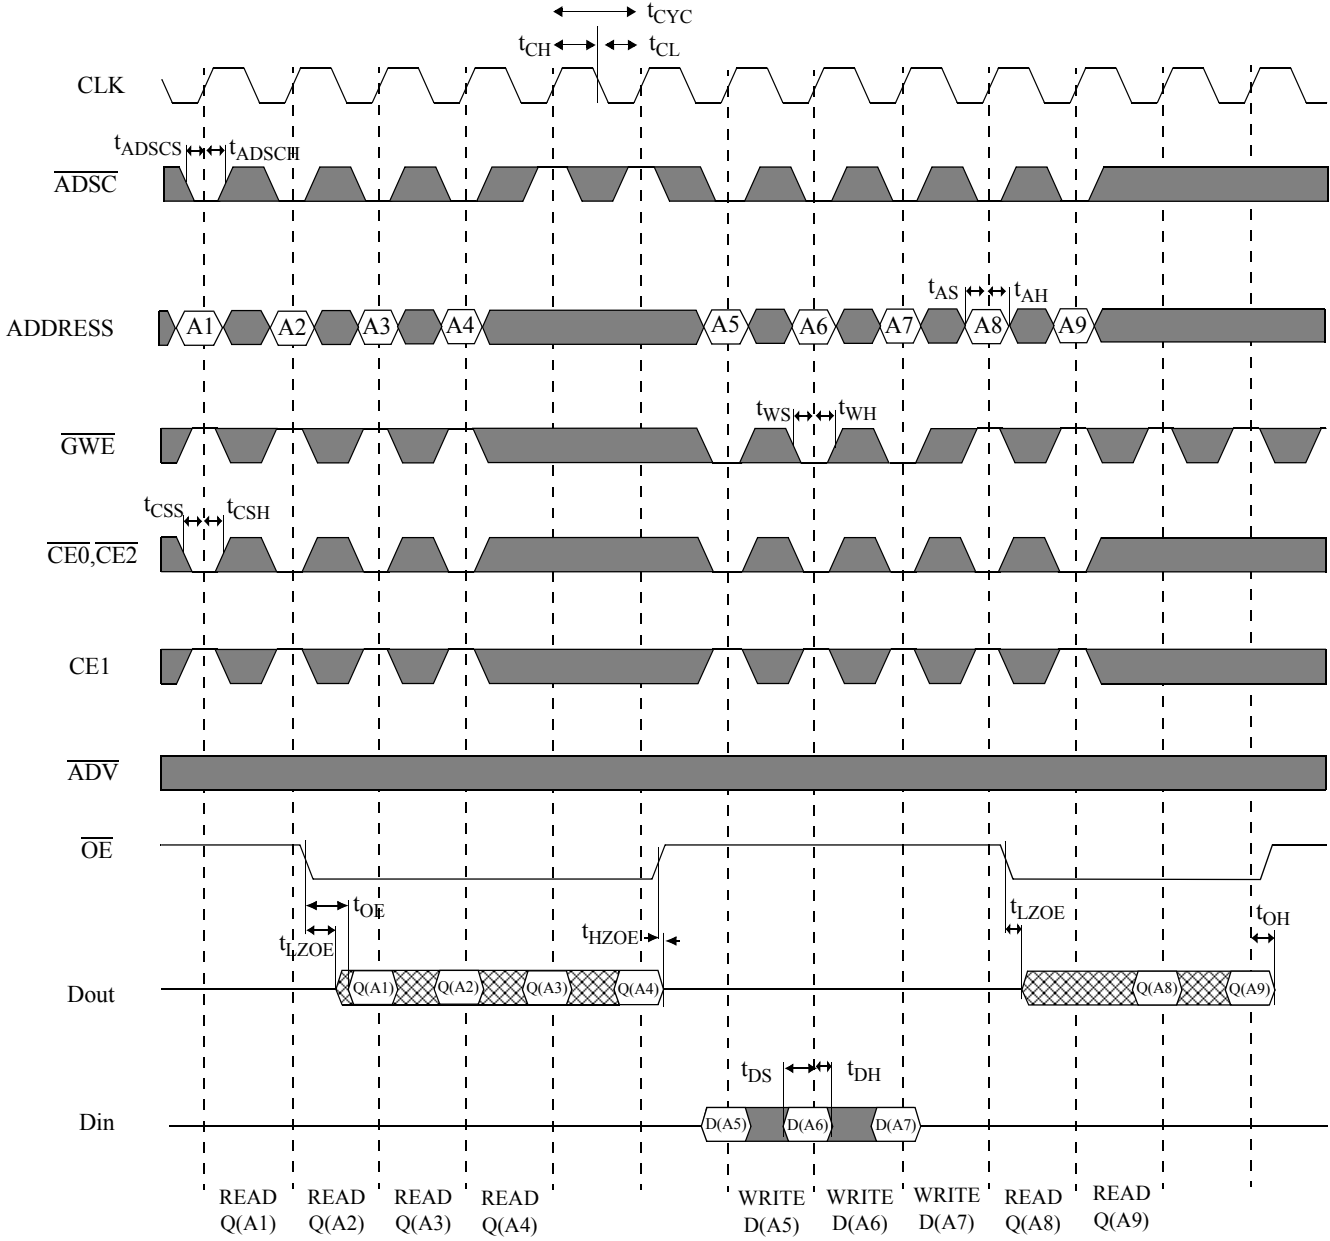 tCYC
tCH tCL
CLK
tADSCS tADSCH
ADSC
tAS tAH
ADDRESS A1 A2 A3 A4 A5 A6 A7 A8 A9
tWS tWH
GWE
tCSS tCSH
CE0,CE2
CE1
ADV
OE
tOE tLZOE tOH
tLZOE tHZOE
Dout Q(A1) Q(A2) Q(A3) Q(A4) Q(A8) Q(A9)
tDS tDH
Din D(A5) D(A6) D(A7)
READ READ READ READ WRITE WRITE WRITE READ READ
Q(A1) Q(A2) Q(A3) Q(A4) D(A5) D(A6) D(A7) Q(A8) Q(A9)